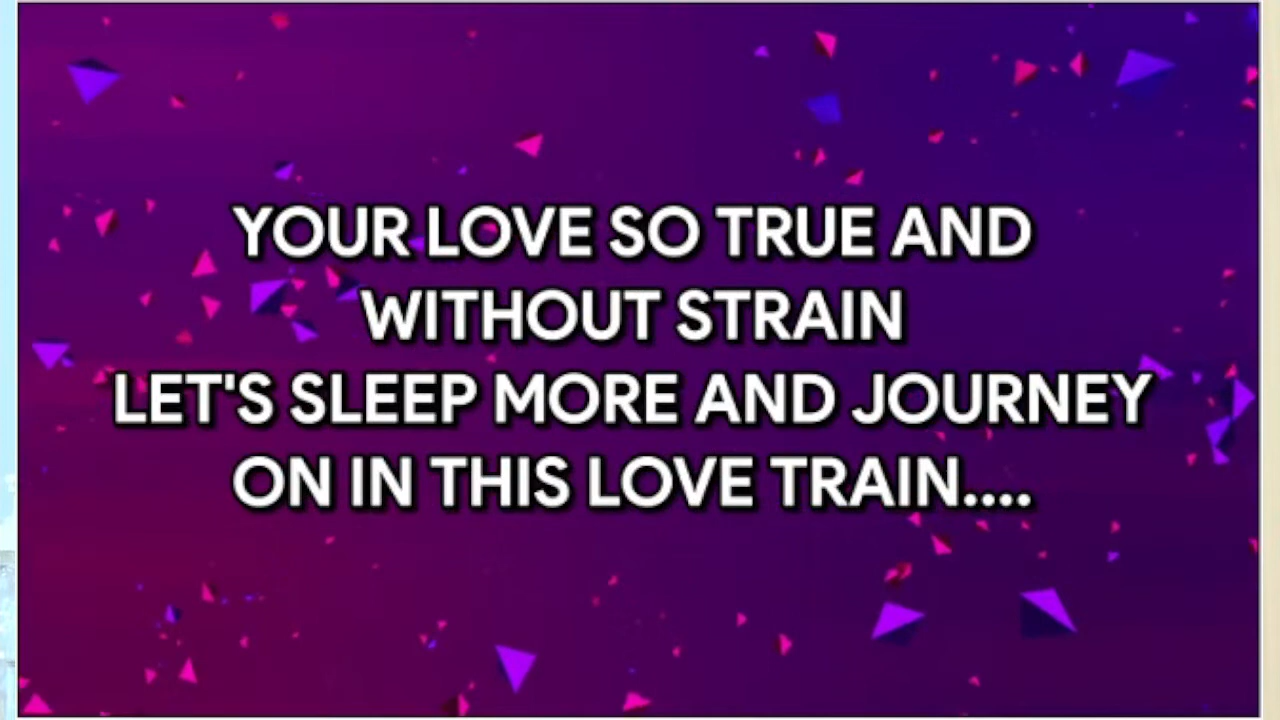 YOUR LOVE SO TRUE AND
WITHOUT STRAIN
LET'S SLEEP MORE AND JOURNEY
ON IN THIS LOVE TRAIN....